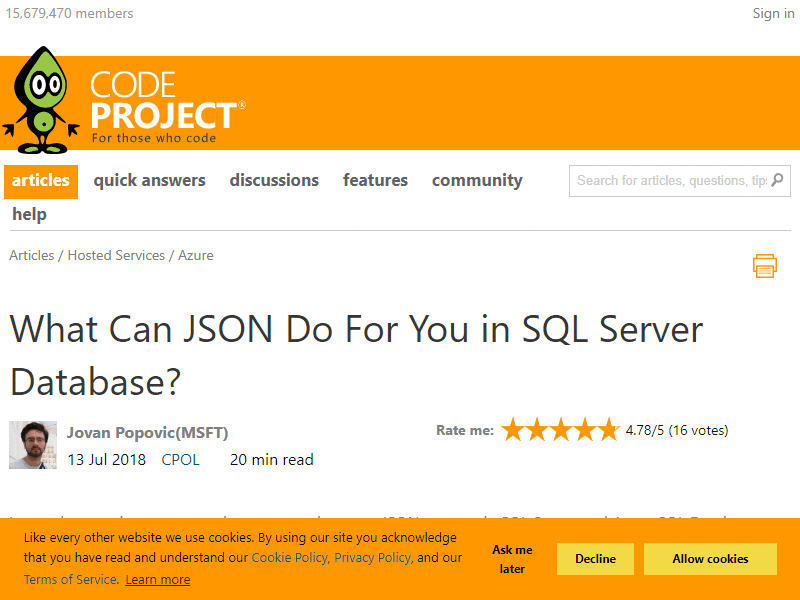 15,679,470 members
Sign in
CODE
PROJECT®
For those who code
articles quick answers discussions features community
Search for articles, questions, tips
help
Articles / Hosted Services / Azure
What Can JSON Do For You in SQL Server
Database?
Jovan Popovic(MSFT)
Rate me: 4.78/5 (16 votes)
13 Jul 2018 CPOL 20 min read
Like every other website we use cookies. By using our site you acknowledge
that you have read and understand our Cookie Policy, Privacy Policy, and our
Terms of Service. Learn more
Ask me
later
Decline
Allow cookies